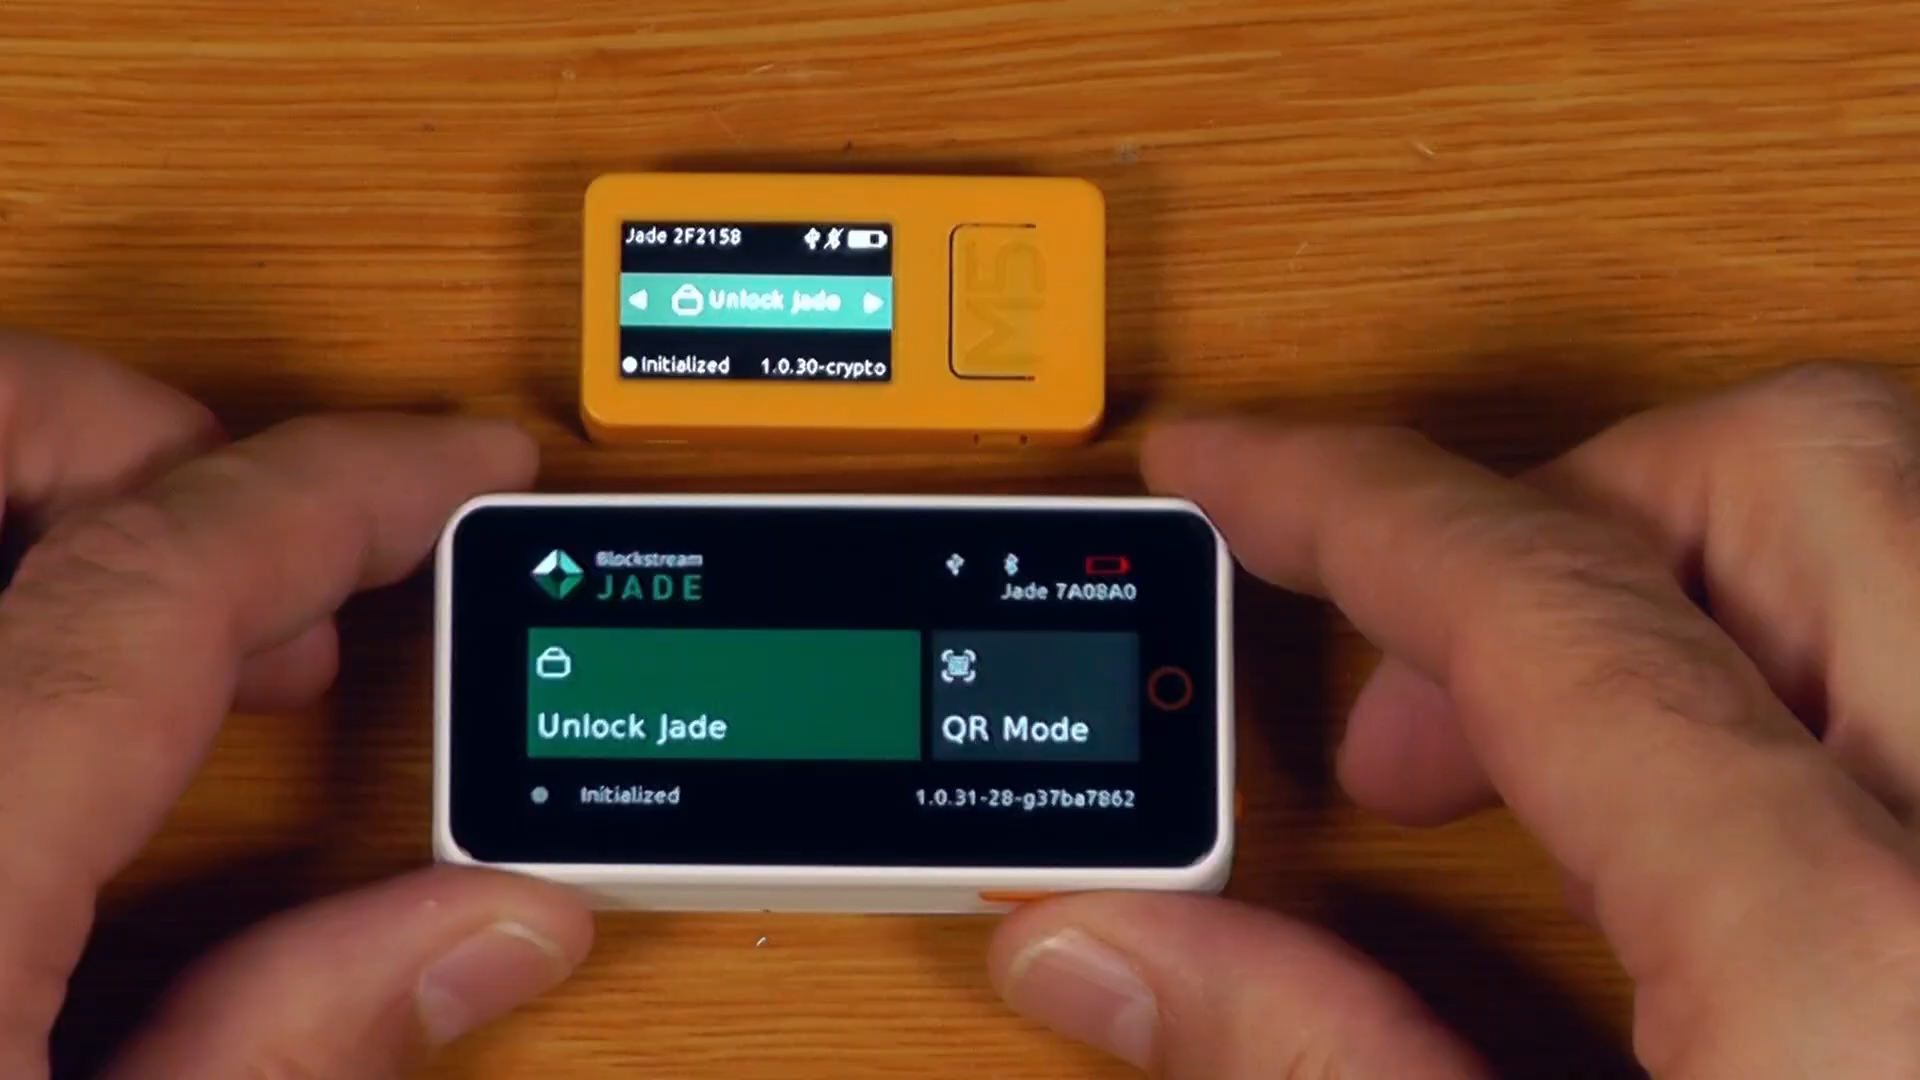 Jade 2F2158
Unlock Jade
Initialized 1.0.30-crypto
M5
Blockstream
JADE
Jade 7A08A0
Unlock Jade
QR Mode
Initialized 1.0.31-28-g37ba7862